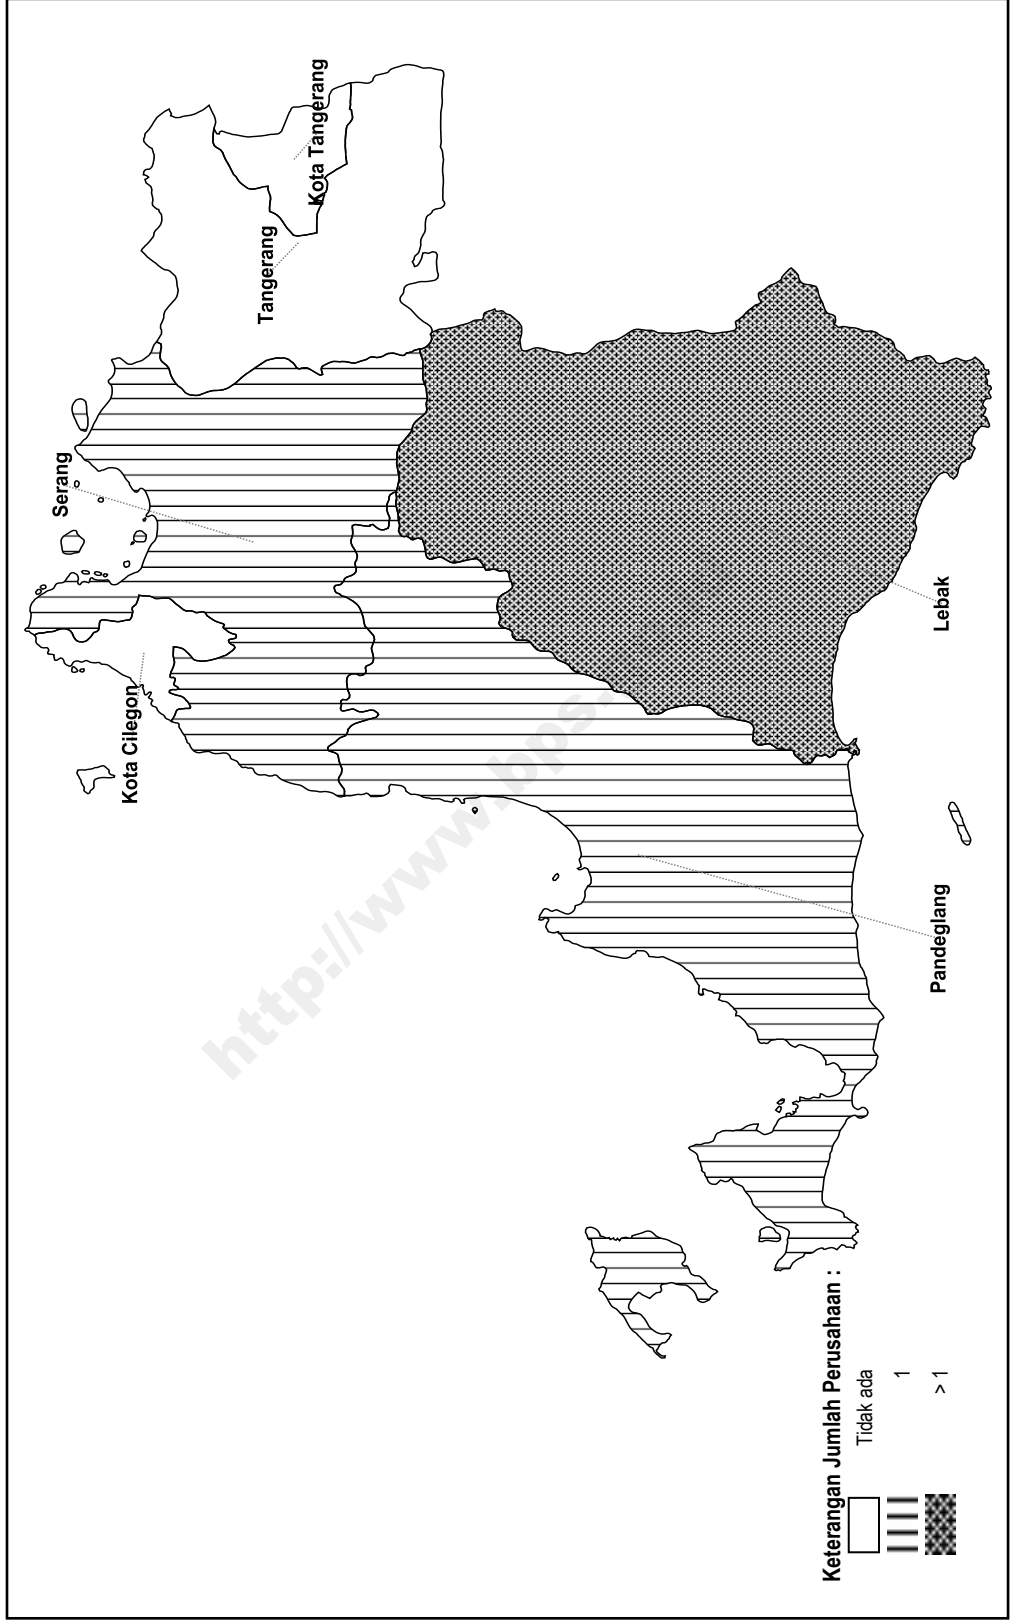 Kota Tangerang
Tangerang
Serang
Kota Cilegon
Lebak
Pandeglang
http://www.bps.
Keterangan Jumlah Perusahaan :
Tidak ada
1
> 1